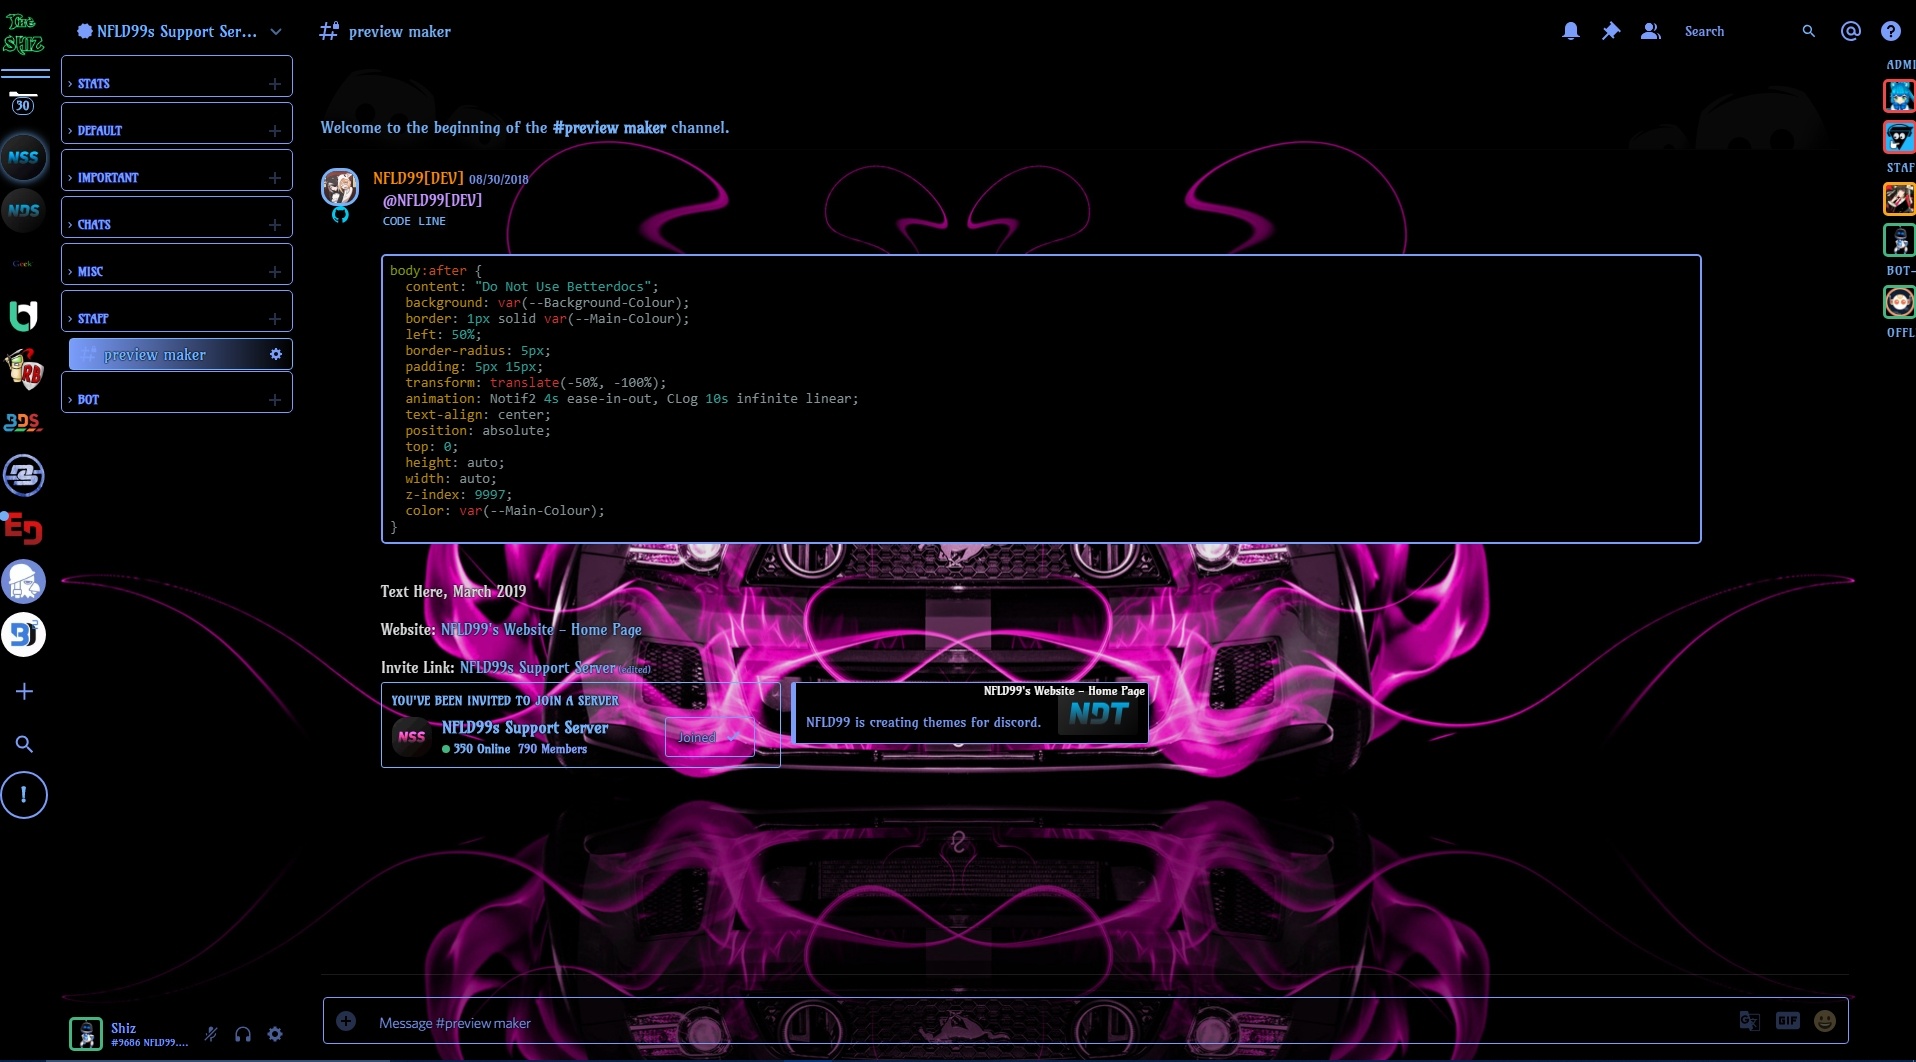 The
SHIZ
NFLD99s Support Ser...
preview maker
Search
30
NSS
NDS
Geek
RB
BDS
ED
STATS
DEFAULT
IMPORTANT
CHATS
MISC
STAFF
preview maker
BOT
Welcome to the beginning of the #preview maker channel.
NFLD99[DEV] 08/30/2018
@NFLD99[DEV]
CODE LINE
body:after {
content: "Do Not Use Betterdocs";
background: var(--Background-Colour);
border: 1px solid var(--Main-Colour);
left: 50%;
border-radius: 5px;
padding: 5px 15px;
transform: translate(-50%, -100%);
animation: Notif2 4s ease-in-out, CLog 10s infinite linear;
text-align: center;
position: absolute;
top: 0;
height: auto;
width: auto;
z-index: 9997;
color: var(--Main-Colour);
}
Text Here, March 2019
Website: NFLD99's Website - Home Page
Invite Link: NFLD99s Support Server (edited)
YOU'VE BEEN INVITED TO JOIN A SERVER
NSS
NFLD99s Support Server
350 Online 790 Members
Joined
NFLD99's Website - Home Page
NFLD99 is creating themes for discord.
NDT
ADMI
STAF
BOT-
OFFL
Shiz
#9686 NFLD99....
Message #preview maker
GIF